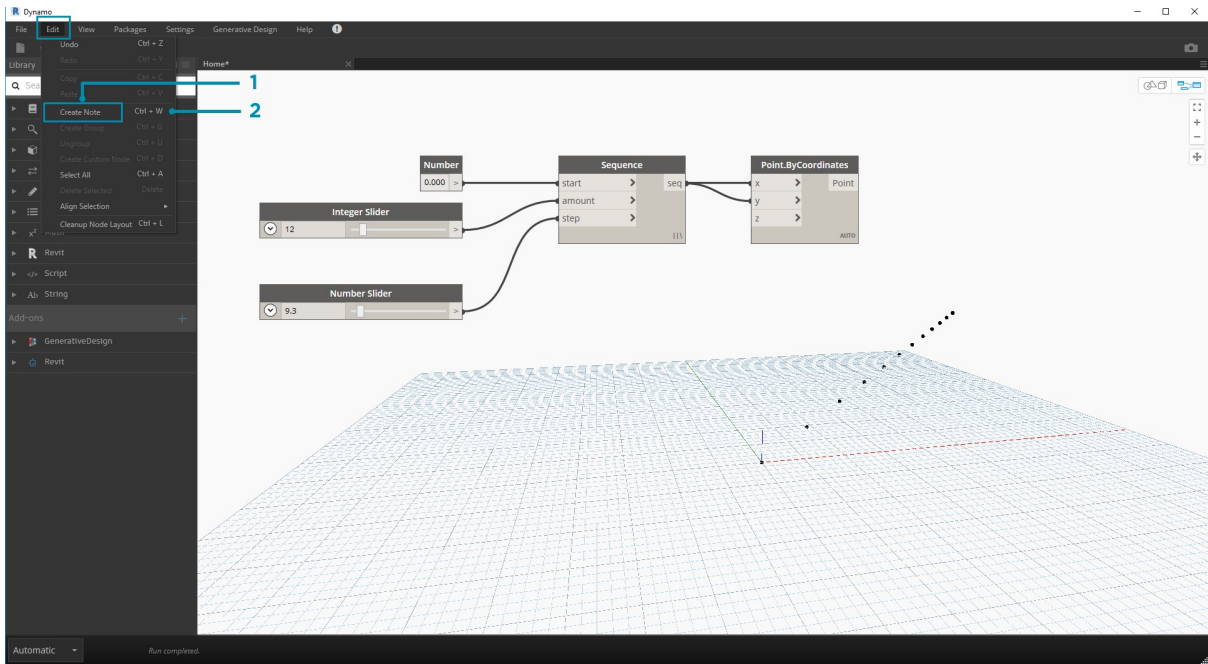 R Dynamo
File Edit View Packages Settings Generative Design Help !
Undo Ctrl + Z
Library Redo Ctrl + Y Home*
Copy Ctrl + C 1
Sea Paste Ctrl + V
Create Note Ctrl + W 2
Create Group Ctrl + G
Ungroup Ctrl + U
Create Custom Node Ctrl + D
Select All Ctrl + A
Delete Selected Delete
Align Selection
Cleanup Node Layout Ctrl + L
Math
R Revit
Script
Ab String
Add-ons +
GenerativeDesign
Revit
Number
0.000 >
Integer Slider
12 >
Number Slider
9.3 >
Sequence
start > seq
amount >
step >
Point.ByCoordinates
x > Point
y >
z >
AUTO
Automatic Run completed.